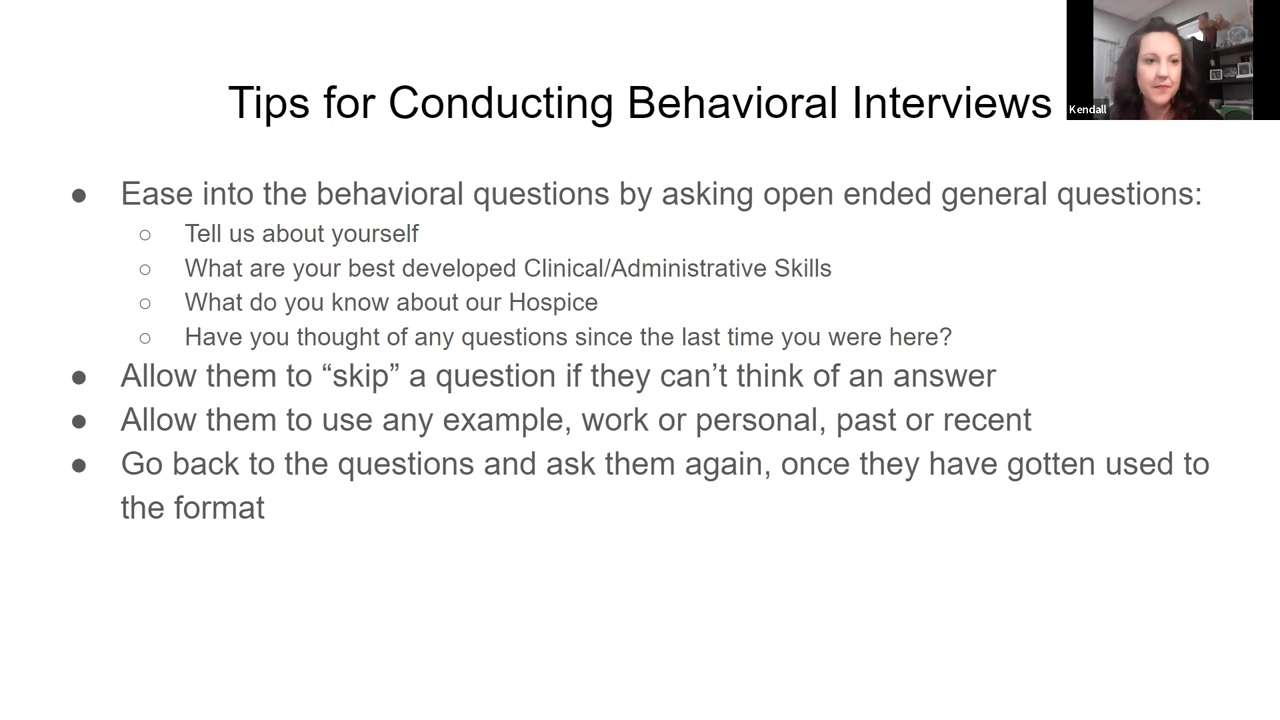 Tips for Conducting Behavioral Interviews
Kendall
● Ease into the behavioral questions by asking open ended general questions:
○ Tell us about yourself
○ What are your best developed Clinical/Administrative Skills
○ What do you know about our Hospice
○ Have you thought of any questions since the last time you were here?
● Allow them to “skip” a question if they can’t think of an answer
● Allow them to use any example, work or personal, past or recent
● Go back to the questions and ask them again, once they have gotten used to
the format